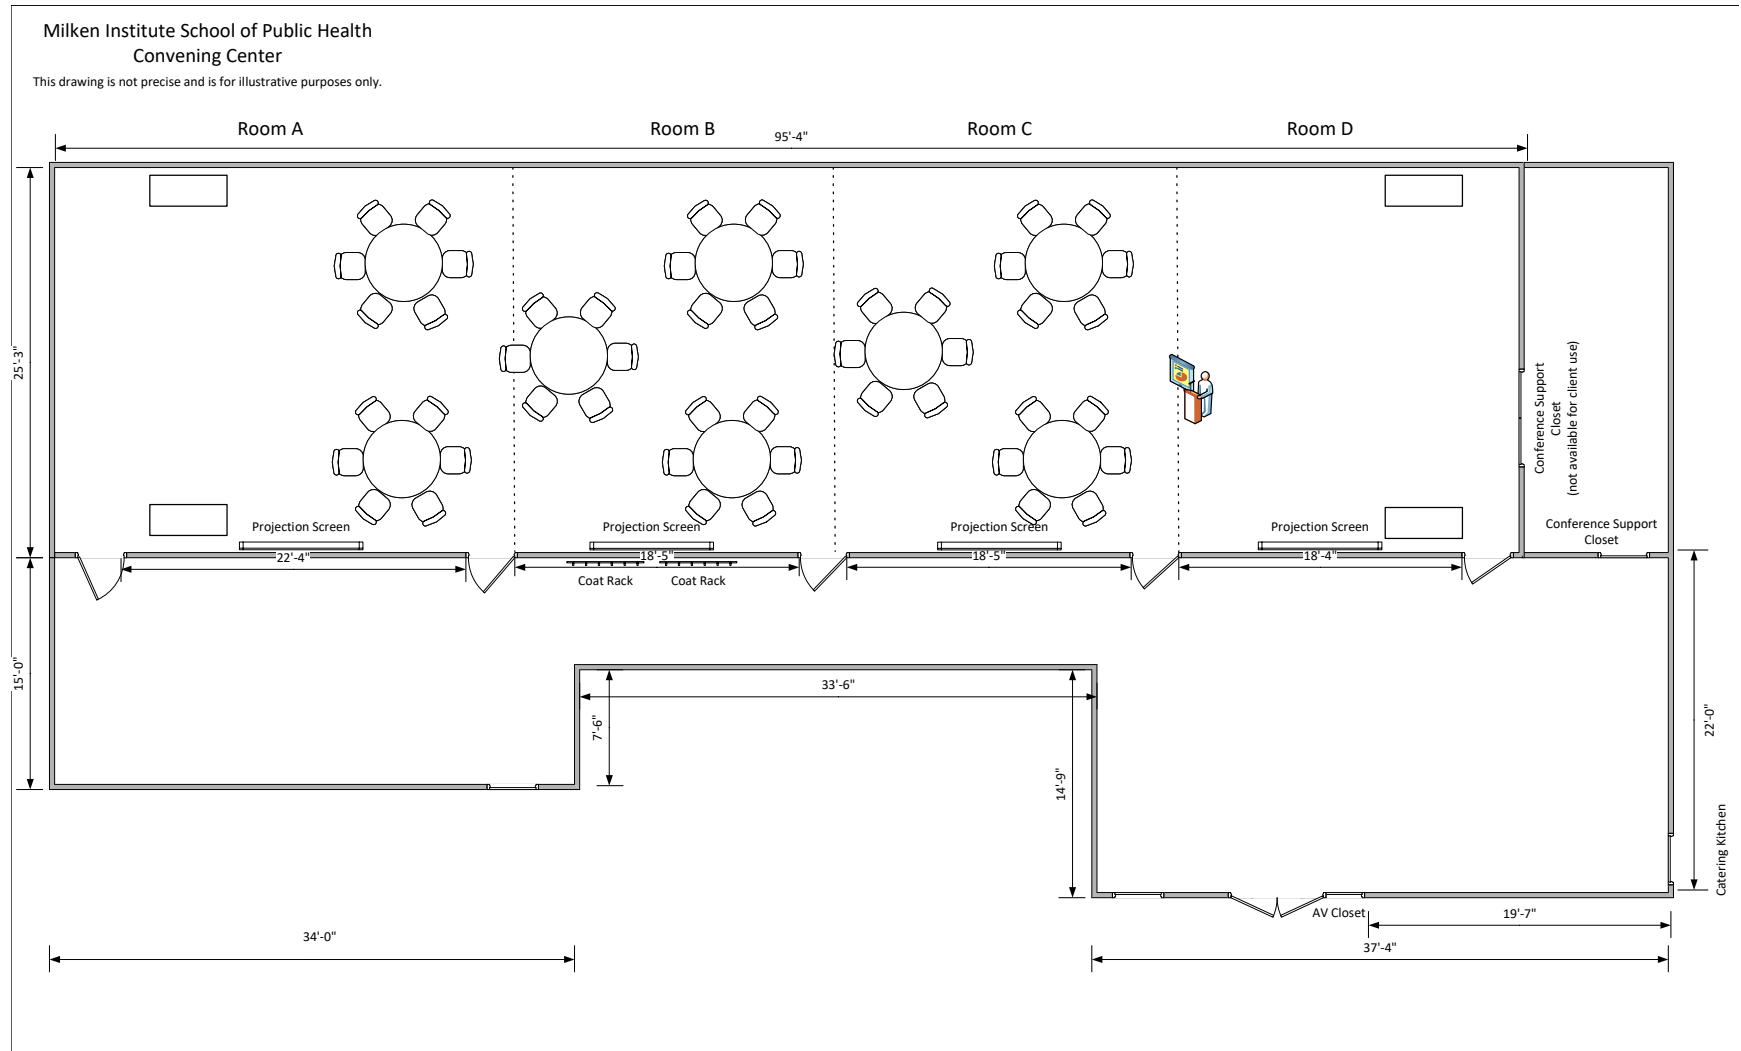 Milken Institute School of Public Health
Convening Center
This drawing is not precise and is for illustrative purposes only.
Room A
Room B
Room C
Room D
95'-4"
25'-3"
Conference Support
Closet
(not available for client use)
Projection Screen
Projection Screen
Projection Screen
Projection Screen
Conference Support
Closet
22'-4"
18'-5"
18'-5"
18'-4"
Coat Rack
Coat Rack
15'-0"
33'-6"
7'-6"
14'-9"
22'-0"
Catering Kitchen
AV Closet
19'-7"
34'-0"
37'-4"